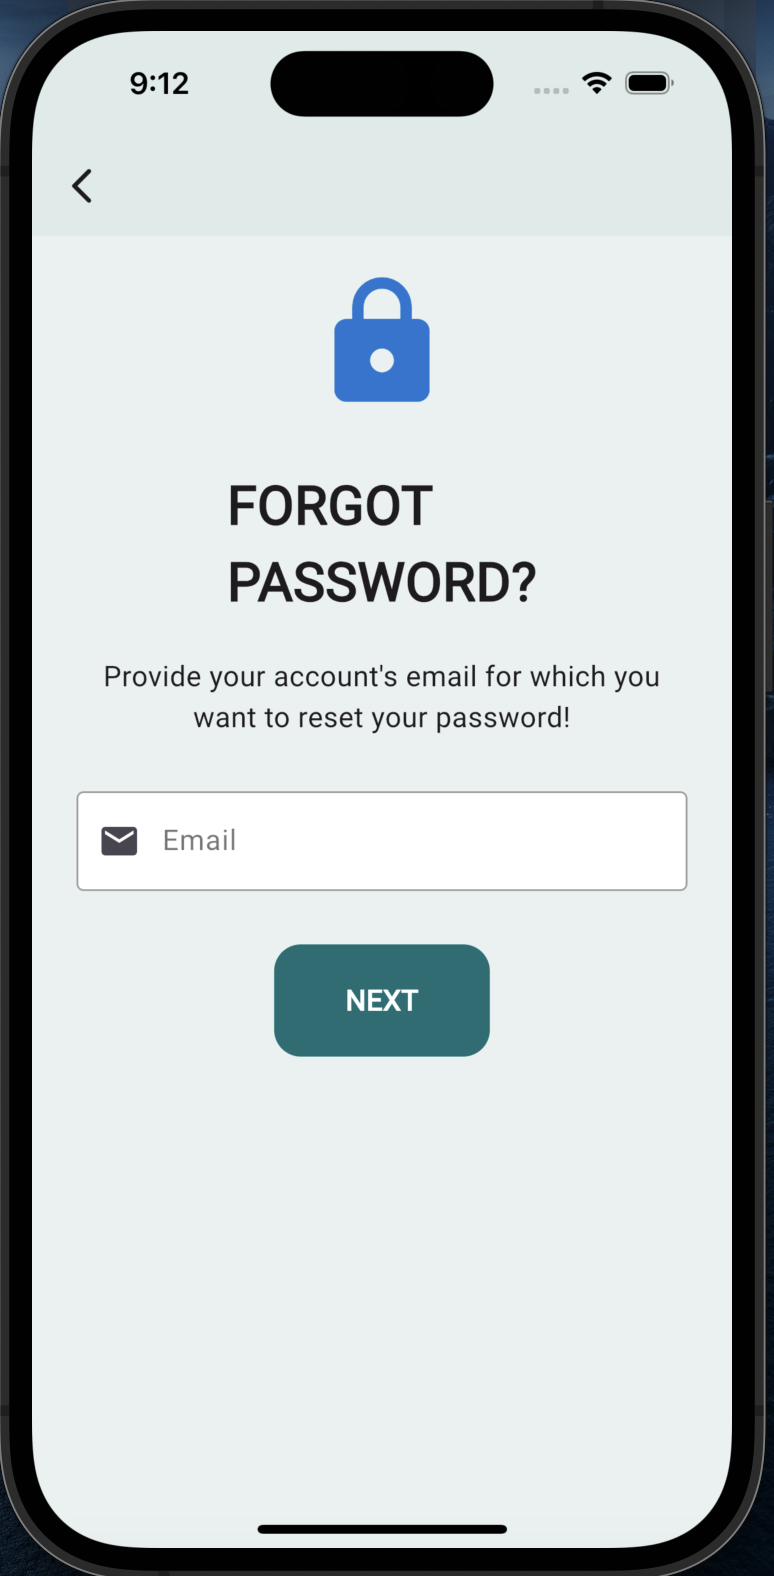 9:12
FORGOT
PASSWORD?
Provide your account's email for which you
want to reset your password!
Email
NEXT